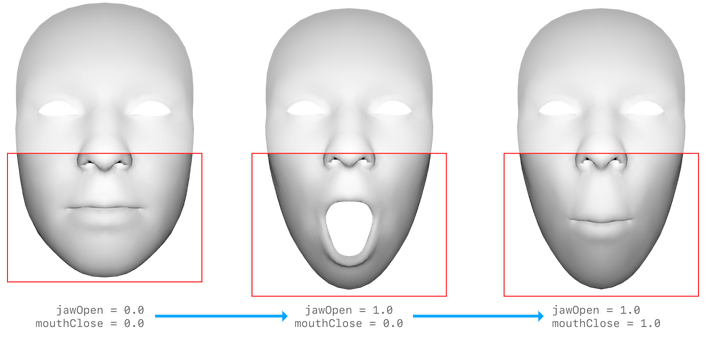 jawOpen = 0.0
mouthClose = 0.0
jawOpen = 1.0
mouthClose = 0.0
jawOpen = 1.0
mouthClose = 1.0